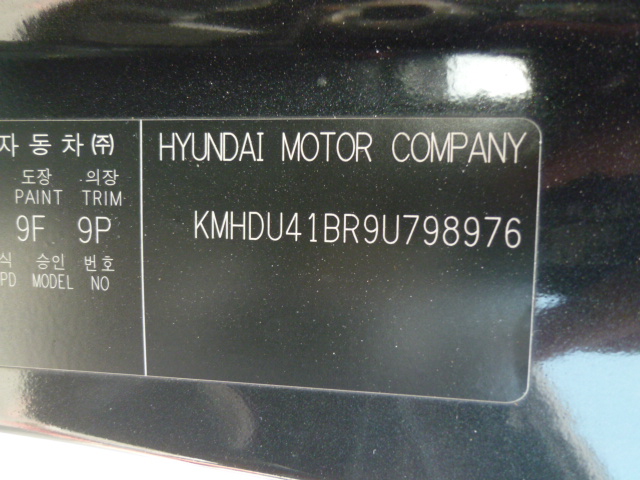 자동차㈜
HYUNDAI MOTOR COMPANY
도장 의장
PAINT TRIM
9F 9P
KMHDU41BR9U798976
식 승인 번호
PD MODEL NO